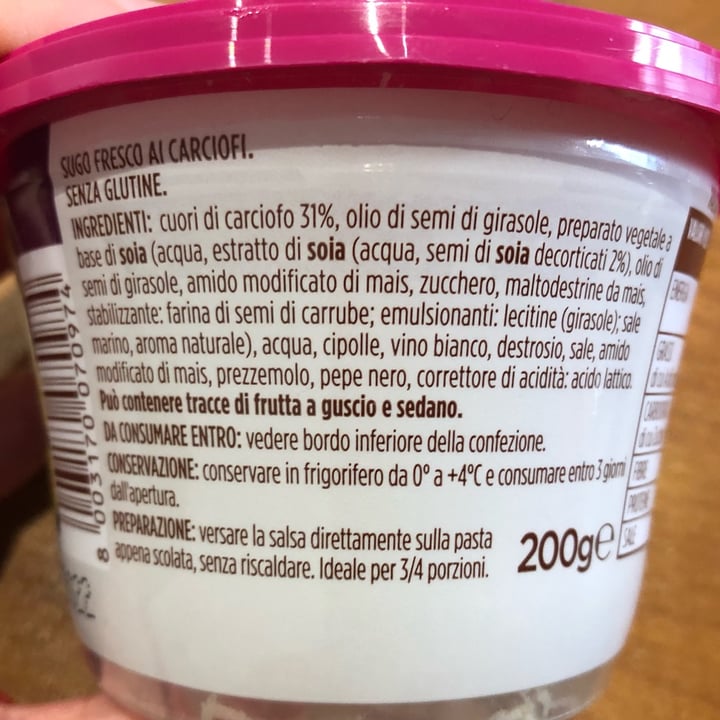 SUGO FRESCO AI CARCIOFI.
SENZA GLUTINE.
INGREDIENTI: cuori di carciofo 31%, olio di semi di girasole, preparato vegetale a
base di soia (acqua, estratto di soia (acqua, semi di soia decorticati 2%), olio di
semi di girasole, amido modificato di mais, zucchero, maltodestrine da mais,
stabilizzante: farina di semi di carrube; emulsionanti: lecitine (girasole); sale
marino, aroma naturale), acqua, cipolle, vino bianco, destrosio, sale, amido
modificato di mais, prezzemolo, pepe nero, correttore di acidità: acido lattico.
Può contenere tracce di frutta a guscio e sedano.
DA CONSUMARE ENTRO: vedere bordo inferiore della confezione.
CONSERVAZIONE: conservare in frigorifero da 0° a +4°C e consumare entro 3 giorni
dall'apertura.
PREPARAZIONE: versare la salsa direttamente sulla pasta
appena scolata, senza riscaldare. Ideale per 3/4 porzioni.
200g e
8 003170 070974
ENERGIA
GRASSI
FIBRE
SALE